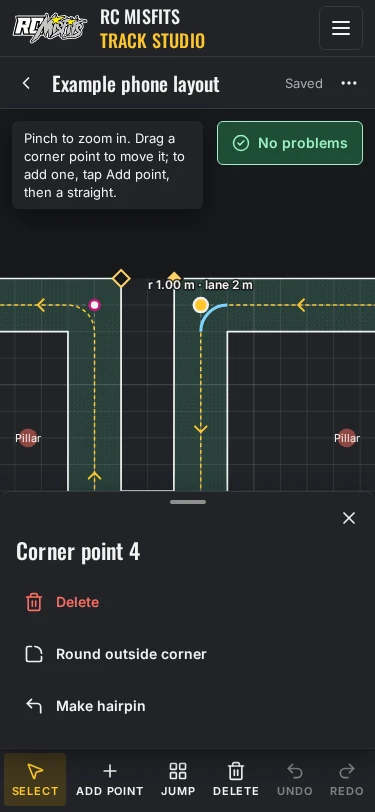 RC Misfits
RC MISFITS
TRACK STUDIO
Example phone layout
Saved
Pinch to zoom in. Drag a
corner point to move it; to
add one, tap Add point,
then a straight.
No problems
r 1.00 m · lane 2 m
Pillar
Pillar
Corner point 4
Delete
Round outside corner
Make hairpin
SELECT
ADD POINT
JUMP
DELETE
UNDO
REDO